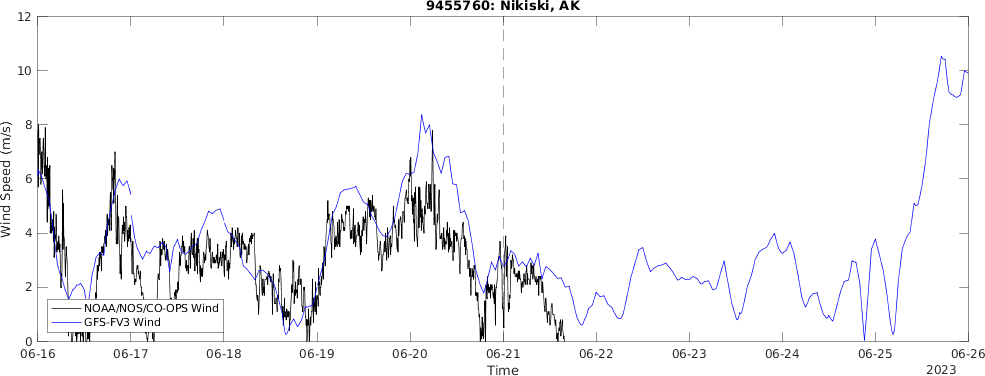 9455760: Nikiski, AK
Wind Speed (m/s)
12
10
8
6
4
2
0
NOAA/NOS/CO-OPS Wind
GFS-FV3 Wind
06-16 06-17 06-18 06-19 06-20 06-21 06-22 06-23 06-24 06-25 06-26
Time
2023